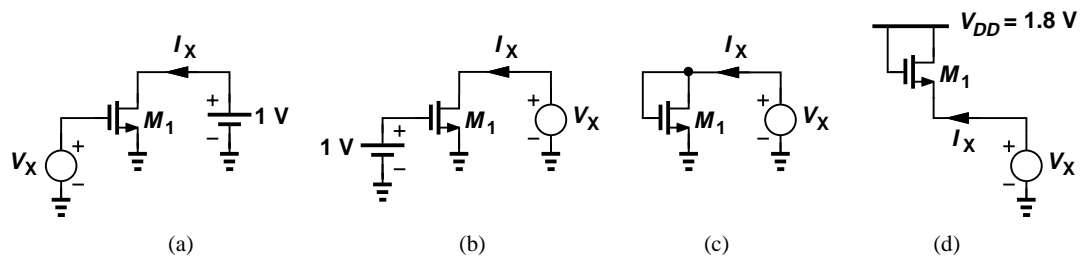 I_X
+
1 V
−
M_1
V_X
+
−
(a)
I_X
+
V_X
−
M_1
1 V
+
−
(b)
I_X
+
V_X
−
M_1
(c)
V_DD = 1.8 V
M_1
I_X
+
V_X
−
(d)